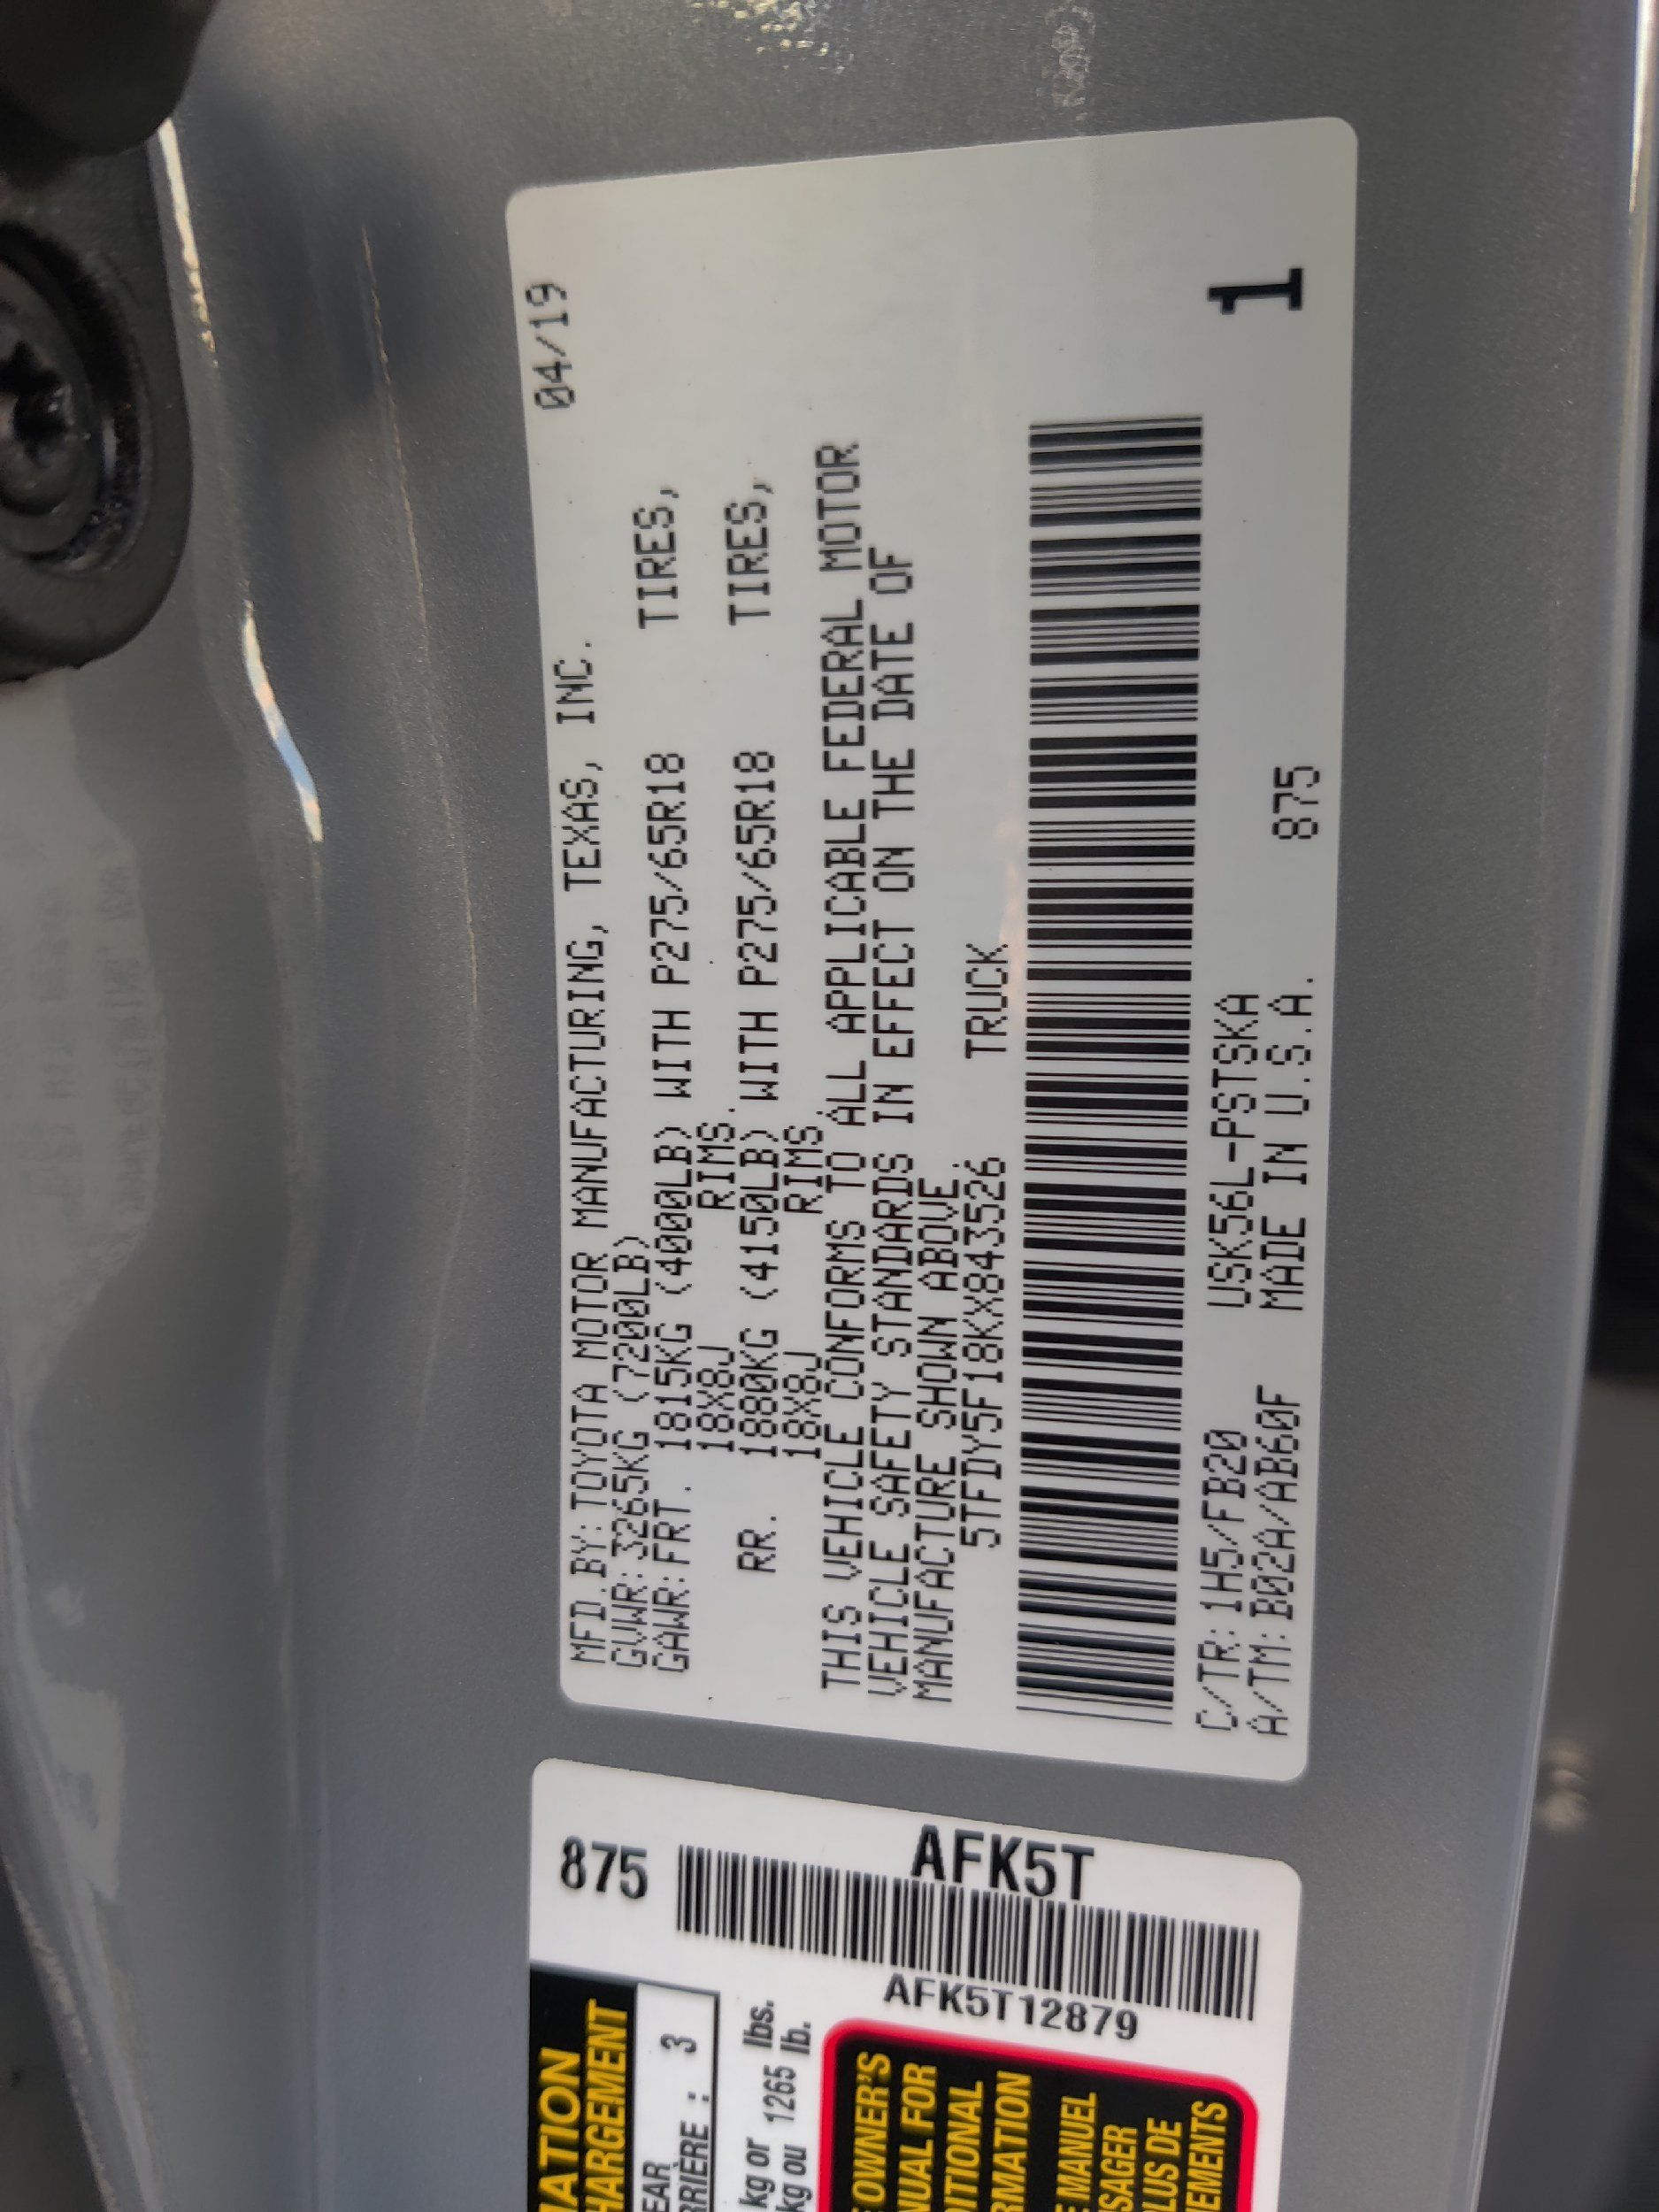 04/19
MFD.BY:TOYOTA MOTOR MANUFACTURING, TEXAS, INC.
GVWR:3265KG (7200LB)
GAWR:FRT. 1815KG (4000LB) WITH P275/65R18 TIRES,
18X8J RIMS.
RR. 1880KG (4150LB) WITH P275/65R18 TIRES,
18X8J RIMS.
THIS VEHICLE CONFORMS TO ALL APPLICABLE FEDERAL MOTOR
VEHICLE SAFETY STANDARDS IN EFFECT ON THE DATE OF
MANUFACTURE SHOWN ABOVE.
5TFDY5F18KX843526 TRUCK
C/TR:1H5/FB20 USK56L-PSTSKA
A/TM:B02A/AB60F MADE IN U.S.A. 875
1
875
AFK5T
AFK5T12879
MATION
HARGEMENT
EAR
RRIÈRE : 3
kg or lbs.
kg ou 1265 lb.
E OWNER'S
NUAL FOR
DITIONAL
RMATION
E MANUEL
SAGER
PLUS DE
EMENTS